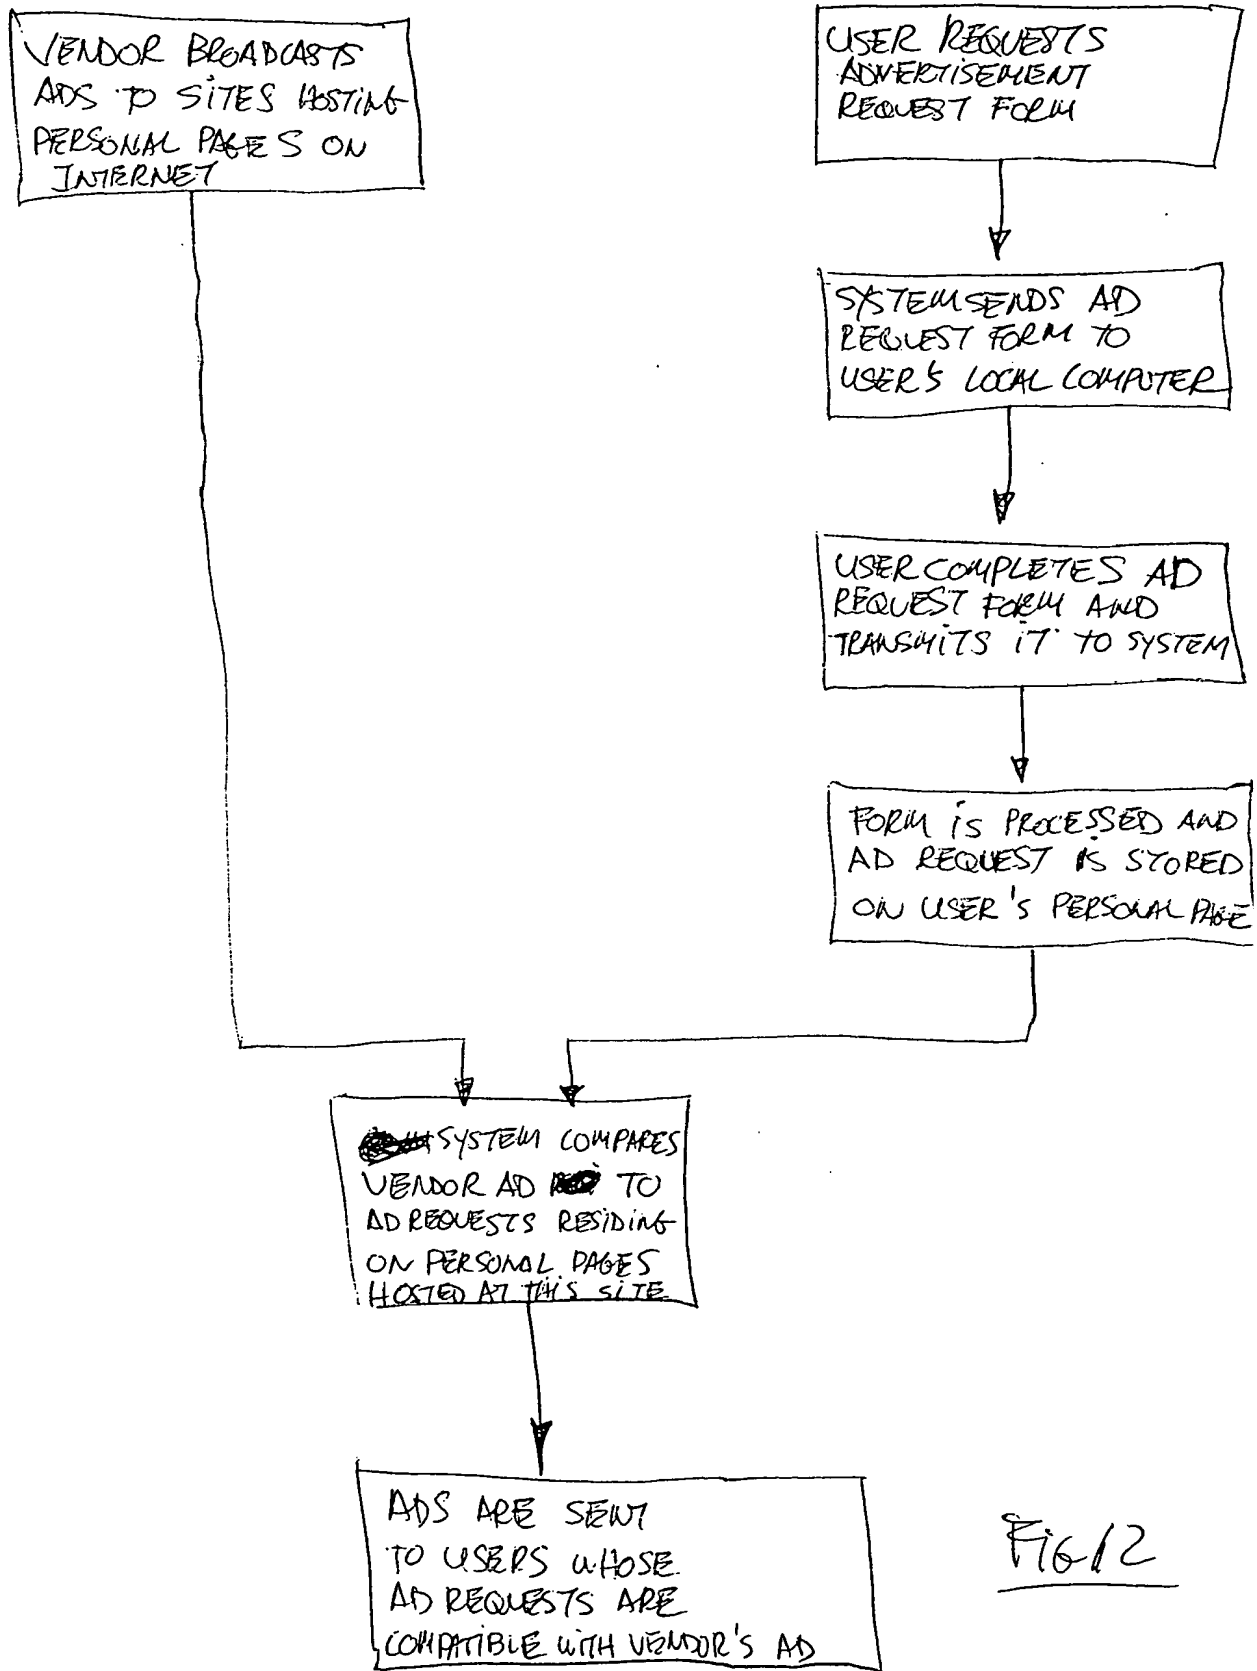 VENDOR BROADCASTS
ADS TO SITES HOSTING
PERSONAL PAGES ON
INTERNET
USER REQUESTS
ADVERTISEMENT
REQUEST FORM
SYSTEM SENDS AD
REQUEST FORM TO
USER'S LOCAL COMPUTER
USER COMPLETES AD
REQUEST FORM AND
TRANSMITS IT TO SYSTEM
FORM IS PROCESSED AND
AD REQUEST IS STORED
ON USER'S PERSONAL PAGE
SYSTEM COMPARES
VENDOR AD TO
AD REQUESTS RESIDING
ON PERSONAL PAGES
HOSTED AT THIS SITE
ADS ARE SENT
TO USERS WHOSE
AD REQUESTS ARE
COMPATIBLE WITH VENDOR'S AD
FIG 12